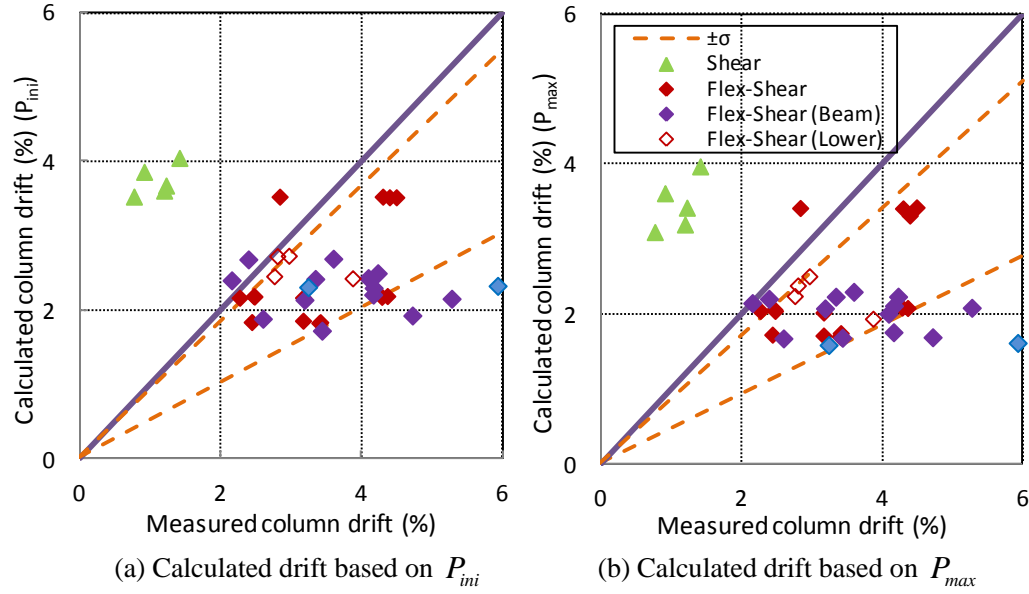 Calculated column drift (%) (Pini)
6
4
2
0
0 2 4 6
Measured column drift (%)
(a) Calculated drift based on Pini
Calculated column drift (%) (Pmax)
6
4
2
0
±σ
Shear
Flex-Shear
Flex-Shear (Beam)
Flex-Shear (Lower)
0 2 4 6
Measured column drift (%)
(b) Calculated drift based on Pmax